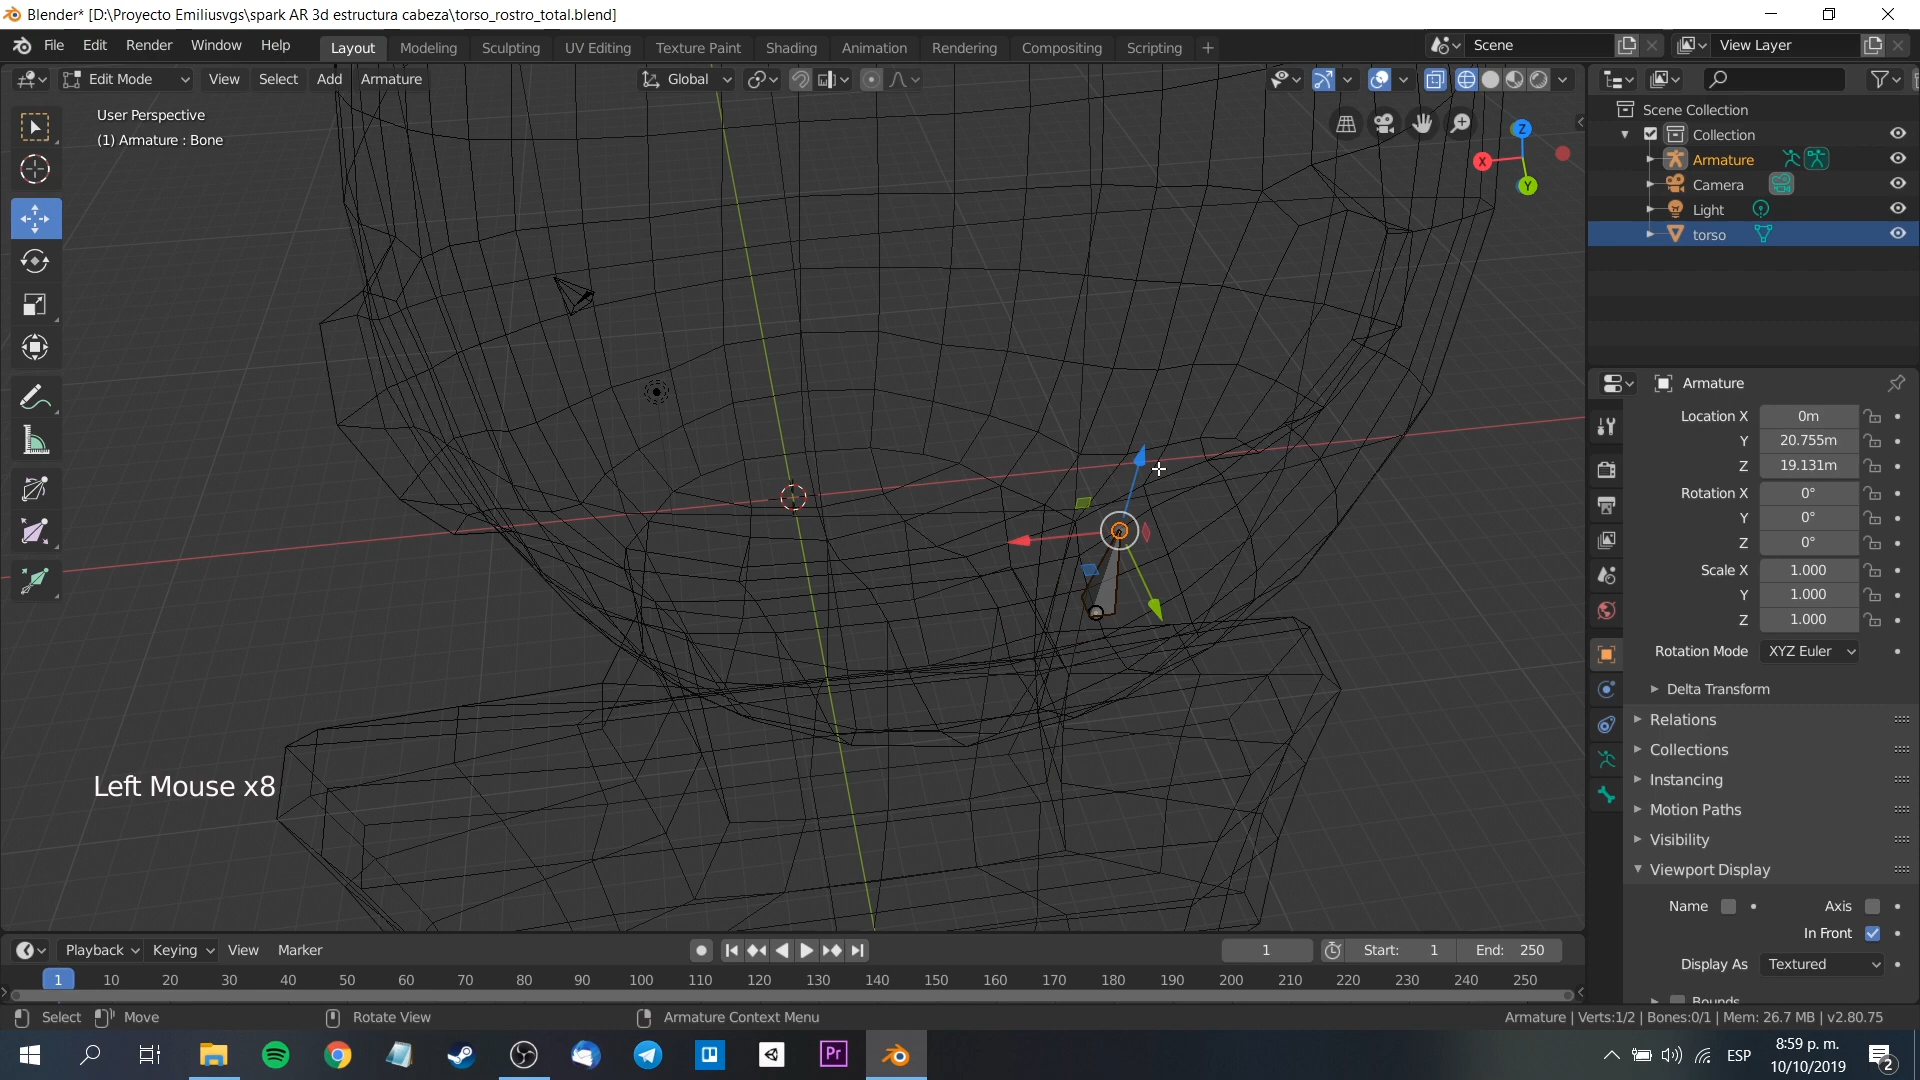 Blender* [D:\Proyecto Emiliusvgs\spark AR 3d estructura cabeza\torso_rostro_total.blend]
File Edit Render Window Help Layout Modeling Sculpting UV Editing Texture Paint Shading Animation Rendering Compositing Scripting + Scene View Layer
Edit Mode View Select Add Armature Global
User Perspective
(1) Armature : Bone
Z
X
Y
Scene Collection
Collection
Armature
Camera
Light
torso
Armature
Location X 0m
Y 20.755m
Z 19.131m
Rotation X 0°
Y 0°
Z 0°
Scale X 1.000
Y 1.000
Z 1.000
Rotation Mode XYZ Euler
Delta Transform
Relations
Collections
Instancing
Motion Paths
Visibility
Viewport Display
Name Axis
In Front
Display As Textured
Bounds
Left Mouse x8
Playback Keying View Marker 1 Start: 1 End: 250
1 10 20 30 40 50 60 70 80 90 100 110 120 130 140 150 160 170 180 190 200 210 220 230 240 250
Select Move Rotate View Armature Context Menu Armature | Verts:1/2 | Bones:0/1 | Mem: 26.7 MB | v2.80.75
Pr ESP 8:59 p. m.
10/10/2019 2